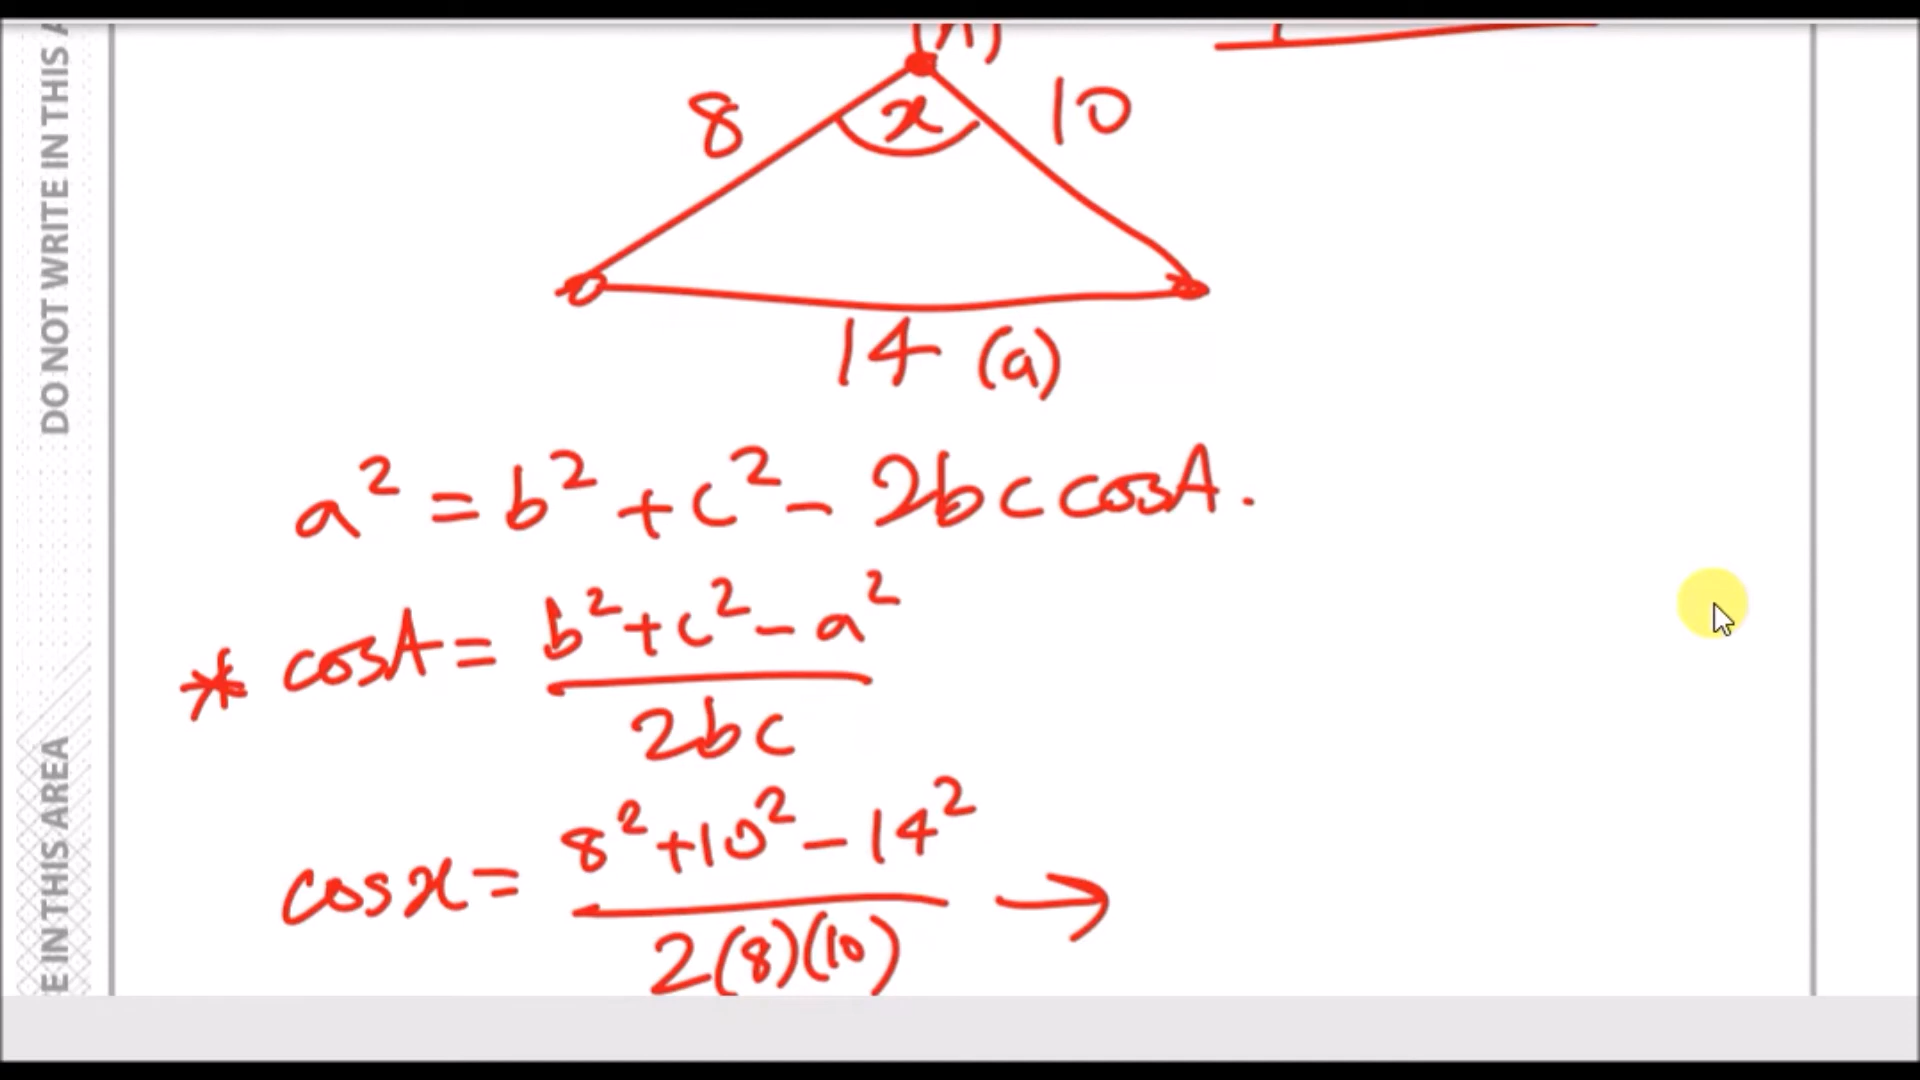 DO NOT WRITE IN THIS A
E IN THIS AREA
8
x
10
14 (a)
a² = b² + c² - 2bc cosA.
* cosA = b² + c² - a²
2bc
cos x = 8² + 10² - 14² →
2(8)(10)